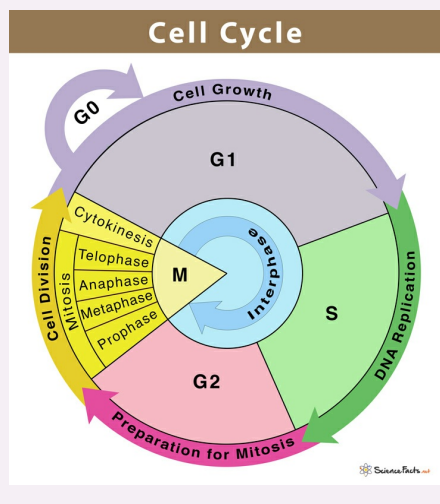 Cell Cycle
G0
Cell Growth
G1
Cytokinesis
Telophase
Anaphase
Metaphase
Prophase
Mitosis
Cell Division
M
Interphase
S
DNA Replication
G2
Preparation for Mitosis
ScienceFacts.net